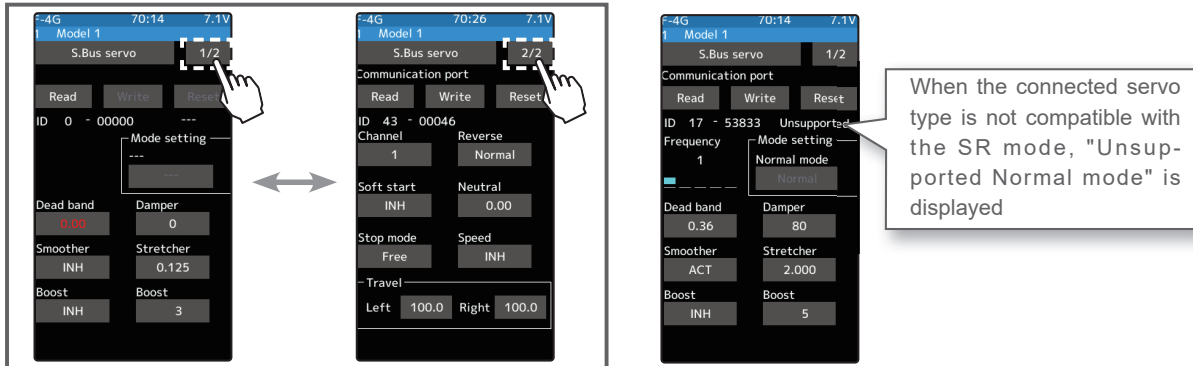 F-4G 70:14 7.1V
1 Model 1
S.Bus servo 1/2
Read Write Reset
ID 0 - 00000 ---
Mode setting
---
---
Dead band Damper
0.00 0
Smoother Stretcher
INH 0.125
Boost Boost
INH 3
F-4G 70:26 7.1V
1 Model 1
S.Bus servo 2/2
Communication port
Read Write Reset
ID 43 - 00046
Channel Reverse
1 Normal
Soft start Neutral
INH 0.00
Stop mode Speed
Free INH
Travel
Left 100.0 Right 100.0
F-4G 70:14 7.1V
1 Model 1
S.Bus servo 1/2
Communication port
Read Write Reset
ID 17 - 53833 Unsupported
Frequency Mode setting
1 Normal mode
Normal
Dead band Damper
0.36 80
Smoother Stretcher
ACT 2.000
Boost Boost
INH 5
When the connected servo
type is not compatible with
the SR mode, "Unsup-
ported Normal mode" is
displayed